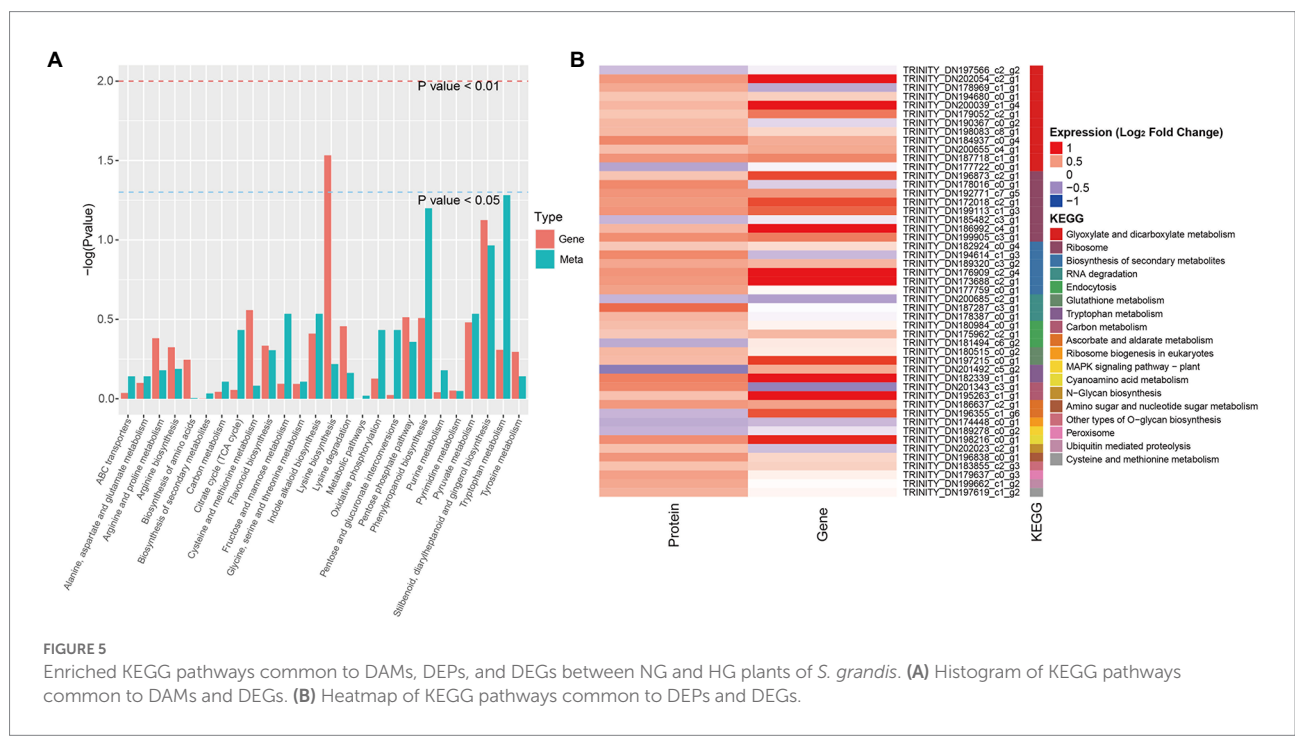 A
2.0
1.5
1.0
0.5
0.0
−log(Pvalue)
P value < 0.01
P value < 0.05
Type
Gene
Meta
ABC transporters
Alanine, aspartate and glutamate metabolism
Arginine and proline metabolism
Arginine biosynthesis
Biosynthesis of amino acids
Biosynthesis of secondary metabolites
Carbon metabolism
Citrate cycle (TCA cycle)
Cysteine and methionine metabolism
Flavonoid biosynthesis
Fructose and mannose metabolism
Glycine, serine and threonine metabolism
Indole alkaloid biosynthesis
Lysine biosynthesis
Lysine degradation
Metabolic pathways
Oxidative phosphorylation
Pentose and glucuronate interconversions
Pentose phosphate pathway
Phenylpropanoid biosynthesis
Purine metabolism
Pyrimidine metabolism
Pyruvate metabolism
Stilbenoid, diarylheptanoid and gingerol biosynthesis
Tryptophan metabolism
Tyrosine metabolism
B
TRINITY_DN197566_c2_g2
TRINITY_DN202054_c2_g1
TRINITY_DN178969_c1_g1
TRINITY_DN194680_c0_g1
TRINITY_DN200039_c1_g4
TRINITY_DN179052_c2_g1
TRINITY_DN190367_c0_g2
TRINITY_DN198083_c8_g1
TRINITY_DN184937_c0_g4
TRINITY_DN200655_c4_g1
TRINITY_DN187718_c1_g1
TRINITY_DN177722_c0_g1
TRINITY_DN196873_c2_g1
TRINITY_DN178016_c0_g1
TRINITY_DN192771_c7_g5
TRINITY_DN172018_c2_g1
TRINITY_DN199113_c1_g3
TRINITY_DN185482_c3_g1
TRINITY_DN186992_c4_g1
TRINITY_DN199905_c3_g1
TRINITY_DN182924_c0_g4
TRINITY_DN194614_c1_g3
TRINITY_DN189320_c3_g2
TRINITY_DN176909_c2_g4
TRINITY_DN173688_c2_g1
TRINITY_DN177759_c0_g1
TRINITY_DN200685_c2_g1
TRINITY_DN187287_c3_g1
TRINITY_DN178387_c0_g1
TRINITY_DN180984_c0_g1
TRINITY_DN175962_c2_g1
TRINITY_DN181494_c6_g2
TRINITY_DN180515_c0_g2
TRINITY_DN197215_c0_g1
TRINITY_DN201492_c5_g2
TRINITY_DN182339_c1_g1
TRINITY_DN201343_c3_g1
TRINITY_DN195263_c1_g1
TRINITY_DN186637_c2_g1
TRINITY_DN196355_c1_g6
TRINITY_DN174448_c0_g1
TRINITY_DN189278_c0_g2
TRINITY_DN198216_c0_g1
TRINITY_DN202023_c2_g1
TRINITY_DN196838_c0_g1
TRINITY_DN183855_c2_g3
TRINITY_DN179637_c0_g3
TRINITY_DN199662_c1_g1
TRINITY_DN197619_c1_g2
Protein
Gene
KEGG
Expression (Log₂ Fold Change)
1
0.5
0
−0.5
−1
KEGG
Glyoxylate and dicarboxylate metabolism
Ribosome
Biosynthesis of secondary metabolites
RNA degradation
Endocytosis
Glutathione metabolism
Tryptophan metabolism
Carbon metabolism
Ascorbate and aldarate metabolism
Ribosome biogenesis in eukaryotes
MAPK signaling pathway − plant
Cyanoamino acid metabolism
N−Glycan biosynthesis
Amino sugar and nucleotide sugar metabolism
Other types of O−glycan biosynthesis
Peroxisome
Ubiquitin mediated proteolysis
Cysteine and methionine metabolism
FIGURE 5
Enriched KEGG pathways common to DAMs, DEPs, and DEGs between NG and HG plants of S. grandis. (A) Histogram of KEGG pathways
common to DAMs and DEGs. (B) Heatmap of KEGG pathways common to DEPs and DEGs.